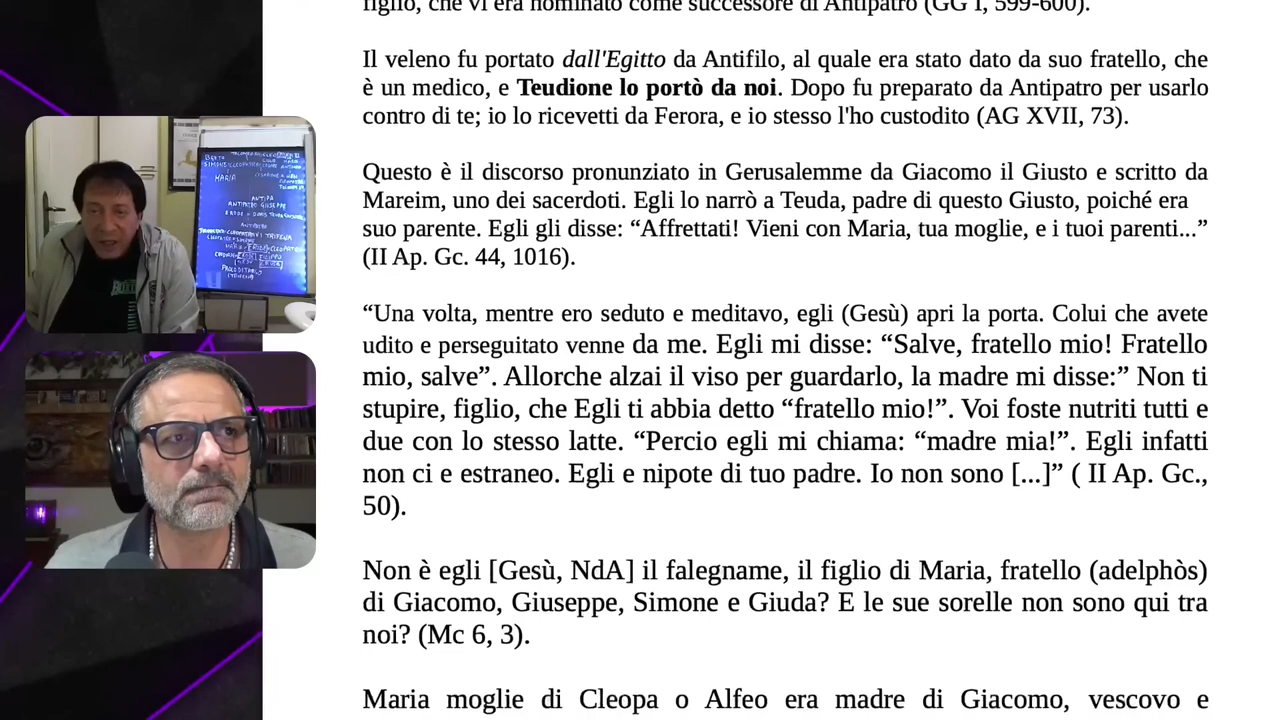 figlio, che vi era nominato come successore di Antipatro (GG I, 599-600).
Il veleno fu portato dall'Egitto da Antifilo, al quale era stato dato da suo fratello, che
è un medico, e Teudione lo portò da noi. Dopo fu preparato da Antipatro per usarlo
contro di te; io lo ricevetti da Ferora, e io stesso l'ho custodito (AG XVII, 73).
Questo è il discorso pronunziato in Gerusalemme da Giacomo il Giusto e scritto da
Mareim, uno dei sacerdoti. Egli lo narrò a Teuda, padre di questo Giusto, poiché era
suo parente. Egli gli disse: “Affrettati! Vieni con Maria, tua moglie, e i tuoi parenti...”
(II Ap. Gc. 44, 1016).
“Una volta, mentre ero seduto e meditavo, egli (Gesù) apri la porta. Colui che avete
udito e perseguitato venne da me. Egli mi disse: “Salve, fratello mio! Fratello
mio, salve”. Allorche alzai il viso per guardarlo, la madre mi disse:” Non ti
stupire, figlio, che Egli ti abbia detto “fratello mio!”. Voi foste nutriti tutti e
due con lo stesso latte. “Percio egli mi chiama: “madre mia!”. Egli infatti
non ci e estraneo. Egli e nipote di tuo padre. Io non sono [...]” ( II Ap. Gc.,
50).
Non è egli [Gesù, NdA] il falegname, il figlio di Maria, fratello (adelphòs)
di Giacomo, Giuseppe, Simone e Giuda? E le sue sorelle non sono qui tra
noi? (Mc 6, 3).
Maria moglie di Cleopa o Alfeo era madre di Giacomo, vescovo e
MARIA
ANTIPA
ANTIPATRO GIUSEPPE
ANTIPATRO
PAOLO DI TARSO